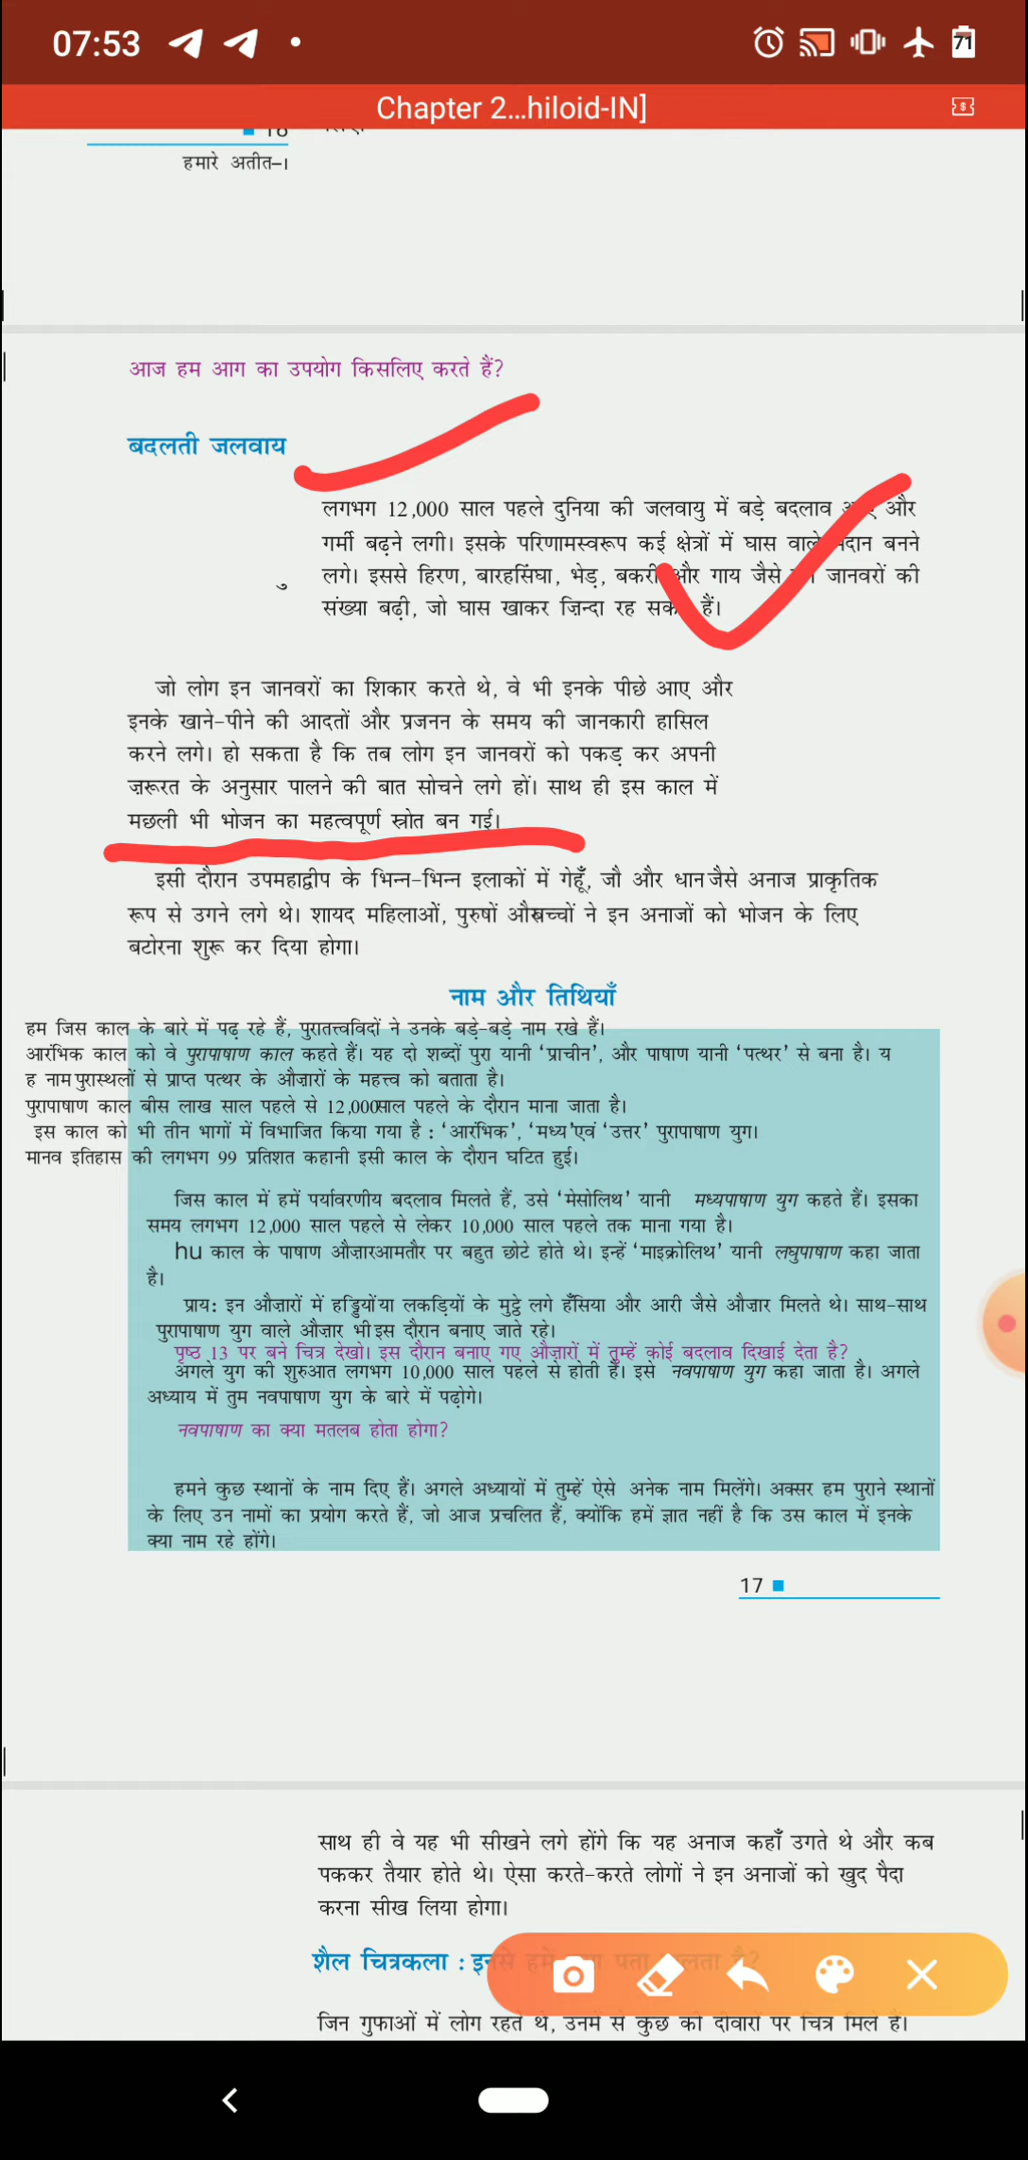 07:53
71
Chapter 2...hiloid-IN]
हमारे अतीत–।
आज हम आग का उपयोग किसलिए करते हैं?
बदलती जलवाय
लगभग 12,000 साल पहले दुनिया की जलवायु में बड़े बदलाव और
गर्मी बढ़ने लगी। इसके परिणामस्वरूप कई क्षेत्रों में घास वाले बनने
लगे। इससे हिरण, बारहसिंघा, भेड़, बकरी और गाय जैसे जानवरों की
संख्या बढ़ी, जो घास खाकर ज़िन्दा रह हैं।
जो लोग इन जानवरों का शिकार करते थे, वे भी इनके पीछे आए और
इनके खाने-पीने की आदतों और प्रजनन के समय की जानकारी हासिल
करने लगे। हो सकता है कि तब लोग इन जानवरों को पकड़ कर अपनी
ज़रूरत के अनुसार पालने की बात सोचने लगे हों। साथ ही इस काल में
मछली भी भोजन का महत्वपूर्ण स्रोत बन गई।
इसी दौरान उपमहाद्वीप के भिन्न-भिन्न इलाकों में गेहूँ, जौ और धान जैसे अनाज प्राकृतिक
रूप से उगने लगे थे। शायद महिलाओं, पुरुषों और बच्चों ने इन अनाजों को भोजन के लिए
बटोरना शुरू कर दिया होगा।
नाम और तिथियाँ
हम जिस काल के बारे में पढ़ रहे हैं, पुरातत्त्वविदों ने उनके बड़े-बड़े नाम रखे हैं।
आरंभिक काल को वे पुरापाषाण काल कहते हैं। यह दो शब्दों पुरा यानी 'प्राचीन', और पाषाण यानी 'पत्थर' से बना है। य
ह नाम पुरास्थलों से प्राप्त पत्थर के औज़ारों के महत्त्व को बताता है।
पुरापाषाण काल बीस लाख साल पहले से 12,000 साल पहले के दौरान माना जाता है।
इस काल को भी तीन भागों में विभाजित किया गया है : 'आरंभिक', 'मध्य' एवं 'उत्तर' पुरापाषाण युग।
मानव इतिहास की लगभग 99 प्रतिशत कहानी इसी काल के दौरान घटित हुई।
जिस काल में हमें पर्यावरणीय बदलाव मिलते हैं, उसे 'मेसोलिथ' यानी मध्यपाषाण युग कहते हैं। इसका
समय लगभग 12,000 साल पहले से लेकर 10,000 साल पहले तक माना गया है।
hu काल के पाषाण औज़ार आमतौर पर बहुत छोटे होते थे। इन्हें 'माइक्रोलिथ' यानी लघुपाषाण कहा जाता
है।
प्राय: इन औज़ारों में हड्डियों या लकड़ियों के मुट्ठे लगे हँसिया और आरी जैसे औज़ार मिलते थे। साथ-साथ
पुरापाषाण युग वाले औज़ार भी इस दौरान बनाए जाते रहे।
पृष्ठ 13 पर बने चित्र देखो। इस दौरान बनाए गए औज़ारों में तुम्हें कोई बदलाव दिखाई देता है?
अगले युग की शुरुआत लगभग 10,000 साल पहले से होती है। इसे नवपाषाण युग कहा जाता है। अगले
अध्याय में तुम नवपाषाण युग के बारे में पढ़ोगे।
नवपाषाण का क्या मतलब होता होगा?
हमने कुछ स्थानों के नाम दिए हैं। अगले अध्यायों में तुम्हें ऐसे अनेक नाम मिलेंगे। अक्सर हम पुराने स्थानों
के लिए उन नामों का प्रयोग करते हैं, जो आज प्रचलित हैं, क्योंकि हमें ज्ञात नहीं है कि उस काल में इनके
क्या नाम रहे होंगे।
17
साथ ही वे यह भी सीखने लगे होंगे कि यह अनाज कहाँ उगते थे और कब
पककर तैयार होते थे। ऐसा करते-करते लोगों ने इन अनाजों को खुद पैदा
करना सीख लिया होगा।
शैल चित्रकला : इनसे हमें पता
जिन गुफाओं में लोग रहते थे, उनमें से कुछ की दीवारों पर चित्र मिले हैं।